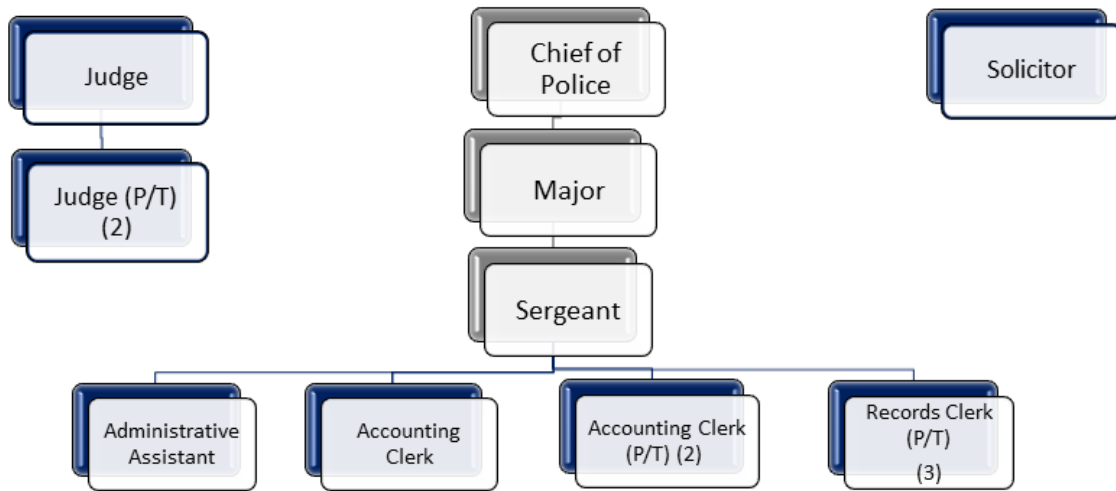 Judge
Chief of
Police
Solicitor
Judge (P/T)
(2)
Major
Sergeant
Administrative
Assistant
Accounting
Clerk
Accounting Clerk
(P/T) (2)
Records Clerk
(P/T)
(3)